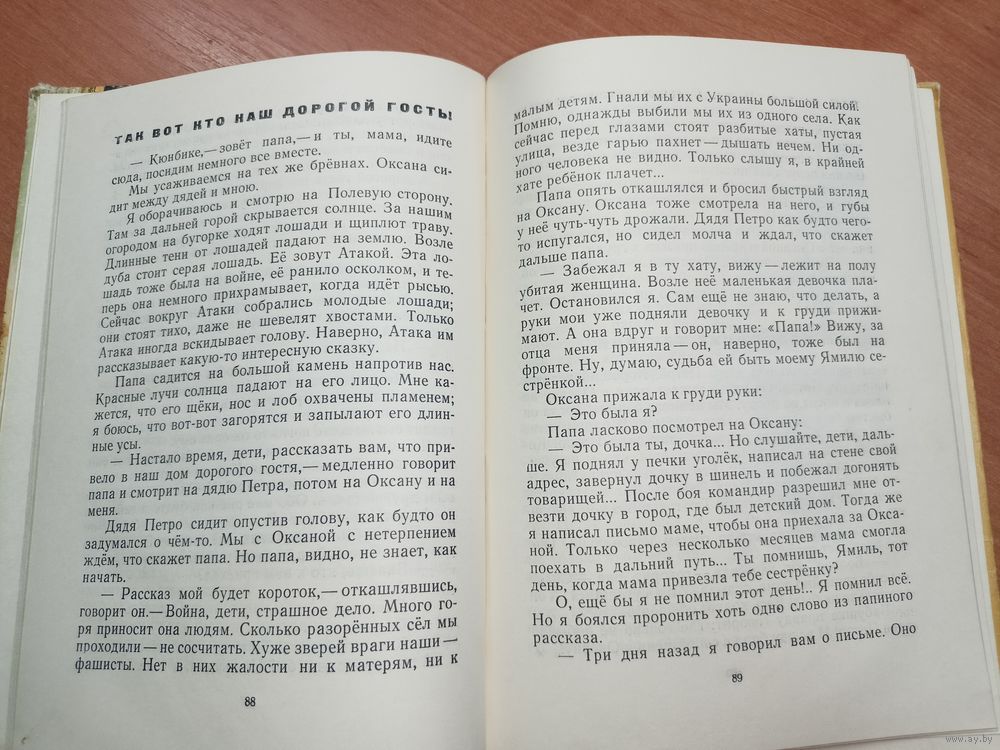 ТАК ВОТ КТО НАШ ДОРОГОЙ ГОСТЬ!
— Кюнбике,— зовёт папа,— и ты, мама, идите
сюда, посидим немного все вместе.
Мы усаживаемся на тех же брёвнах. Оксана си-
дит между дядей и мною.
Я оборачиваюсь и смотрю на Полевую сторону.
Там за дальней горой скрывается солнце. За нашим
огородом на бугорке ходят лошади и щиплют траву.
Длинные тени от лошадей падают на землю. Возле
дуба стоит серая лошадь. Её зовут Атакой. Эта ло-
шадь тоже была на войне, её ранило осколком, и те-
перь она немного прихрамывает, когда идёт рысью.
Сейчас вокруг Атаки собрались молодые лошади;
они стоят тихо, даже не шевелят хвостами. Только
Атака иногда вскидывает голову. Наверно, Атака им
рассказывает какую-то интересную сказку.
Папа садится на большой камень напротив нас.
Красные лучи солнца падают на его лицо. Мне ка-
жется, что его щёки, нос и лоб охвачены пламенем;
я боюсь, что вот-вот загорятся и запылают его длин-
ные усы.
— Настало время, дети, рассказать вам, что при-
вело в наш дом дорогого гостя,— медленно говорит
папа и смотрит на дядю Петра, потом на Оксану и на
меня.
Дядя Петро сидит опустив голову, как будто он
задумался о чём-то. Мы с Оксаной с нетерпением
ждём, что скажет папа. Но папа, видно, не знает, как
начать.
— Рассказ мой будет короток,— откашлявшись,
говорит он.— Война, дети, страшное дело. Много го-
ря приносит она людям. Сколько разорённых сёл мы
проходили — не сосчитать. Хуже зверей враги наши —
фашисты. Нет в них жалости ни к матерям, ни к
88
малым детям. Гнали мы их с Украины большой силой.
Помню, однажды выбили мы их из одного села. Как
сейчас перед глазами стоят разбитые хаты, пустая
улица, везде гарью пахнет — дышать нечем. Ни од-
ного человека не видно. Только слышу я, в крайней
хате ребёнок плачет...
Папа опять откашлялся и бросил быстрый взгляд
на Оксану. Оксана тоже смотрела на него, и губы
у неё чуть-чуть дрожали. Дядя Петро как будто чего-
то испугался, но сидел молча и ждал, что скажет
дальше папа.
— Забежал я в ту хату, вижу — лежит на полу
убитая женщина. Возле неё маленькая девочка пла-
чет. Остановился я. Сам ещё не знаю, что делать, а
руки мои уже подняли девочку и к груди прижи-
мают. А она вдруг и говорит мне: «Папа!» Вижу, за
отца меня приняла — он, наверно, тоже был на
фронте. Ну, думаю, судьба ей быть моему Ямилю се-
стрёнкой...
Оксана прижала к груди руки:
— Это была я?
Папа ласково посмотрел на Оксану:
— Это была ты, дочка... Но слушайте, дети, даль-
ше. Я поднял у печки уголёк, написал на стене свой
адрес, завернул дочку в шинель и побежал догонять
товарищей... После боя командир разрешил мне от-
везти дочку в город, где был детский дом. Тогда же
я написал письмо маме, чтобы она приехала за Окса-
ной. Только через несколько месяцев мама смогла
поехать в дальний путь... Ты помнишь, Ямиль, тот
день, когда мама привезла тебе сестрёнку?
О, ещё бы я не помнил этот день!.. Я помнил всё.
Но я боялся проронить хоть одно слово из папиного
рассказа.
— Три дня назад я говорил вам о письме. Оно
89
www.ay.by